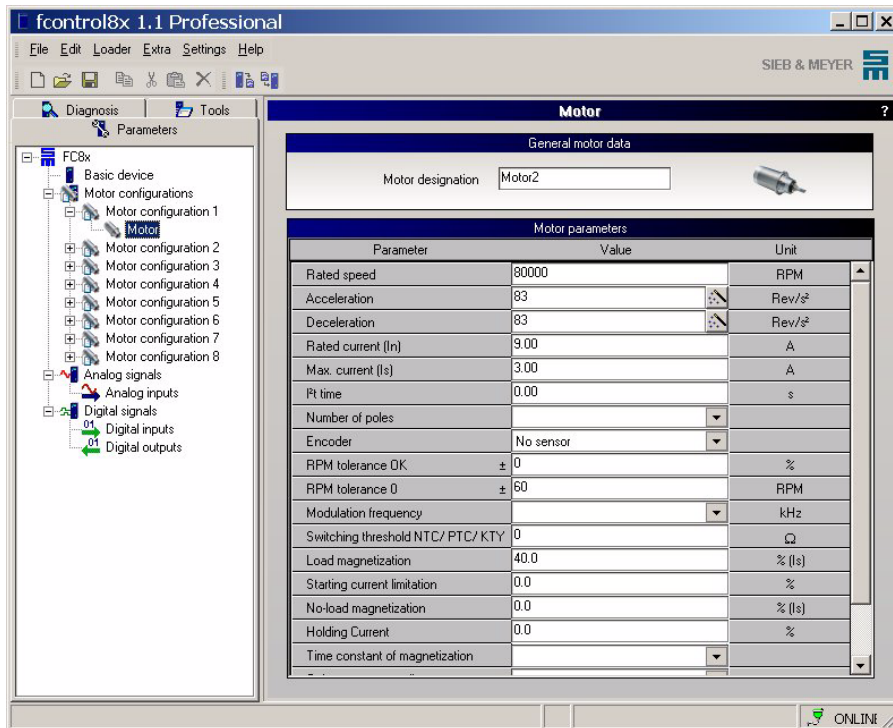 fcontrol8x 1.1 Professional
File Edit Loader Extra Settings Help
SIEB & MEYER
Diagnosis Tools
Parameters
FC8x
Basic device
Motor configurations
Motor configuration 1
Motor
Motor configuration 2
Motor configuration 3
Motor configuration 4
Motor configuration 5
Motor configuration 6
Motor configuration 7
Motor configuration 8
Analog signals
Analog inputs
Digital signals
01 Digital inputs
01 Digital outputs
Motor ?
General motor data
Motor designation Motor2
Motor parameters
Parameter Value Unit
Rated speed 80000 RPM
Acceleration 83 Rev/s²
Deceleration 83 Rev/s²
Rated current (In) 9.00 A
Max. current (Is) 3.00 A
I²t time 0.00 s
Number of poles
Encoder No sensor
RPM tolerance OK ± 0 %
RPM tolerance 0 ± 60 RPM
Modulation frequency kHz
Switching threshold NTC/ PTC/ KTY 0 Ω
Load magnetization 40.0 % (Is)
Starting current limitation 0.0 %
No-load magnetization 0.0 % (Is)
Holding Current 0.0 %
Time constant of magnetization
ONLINE